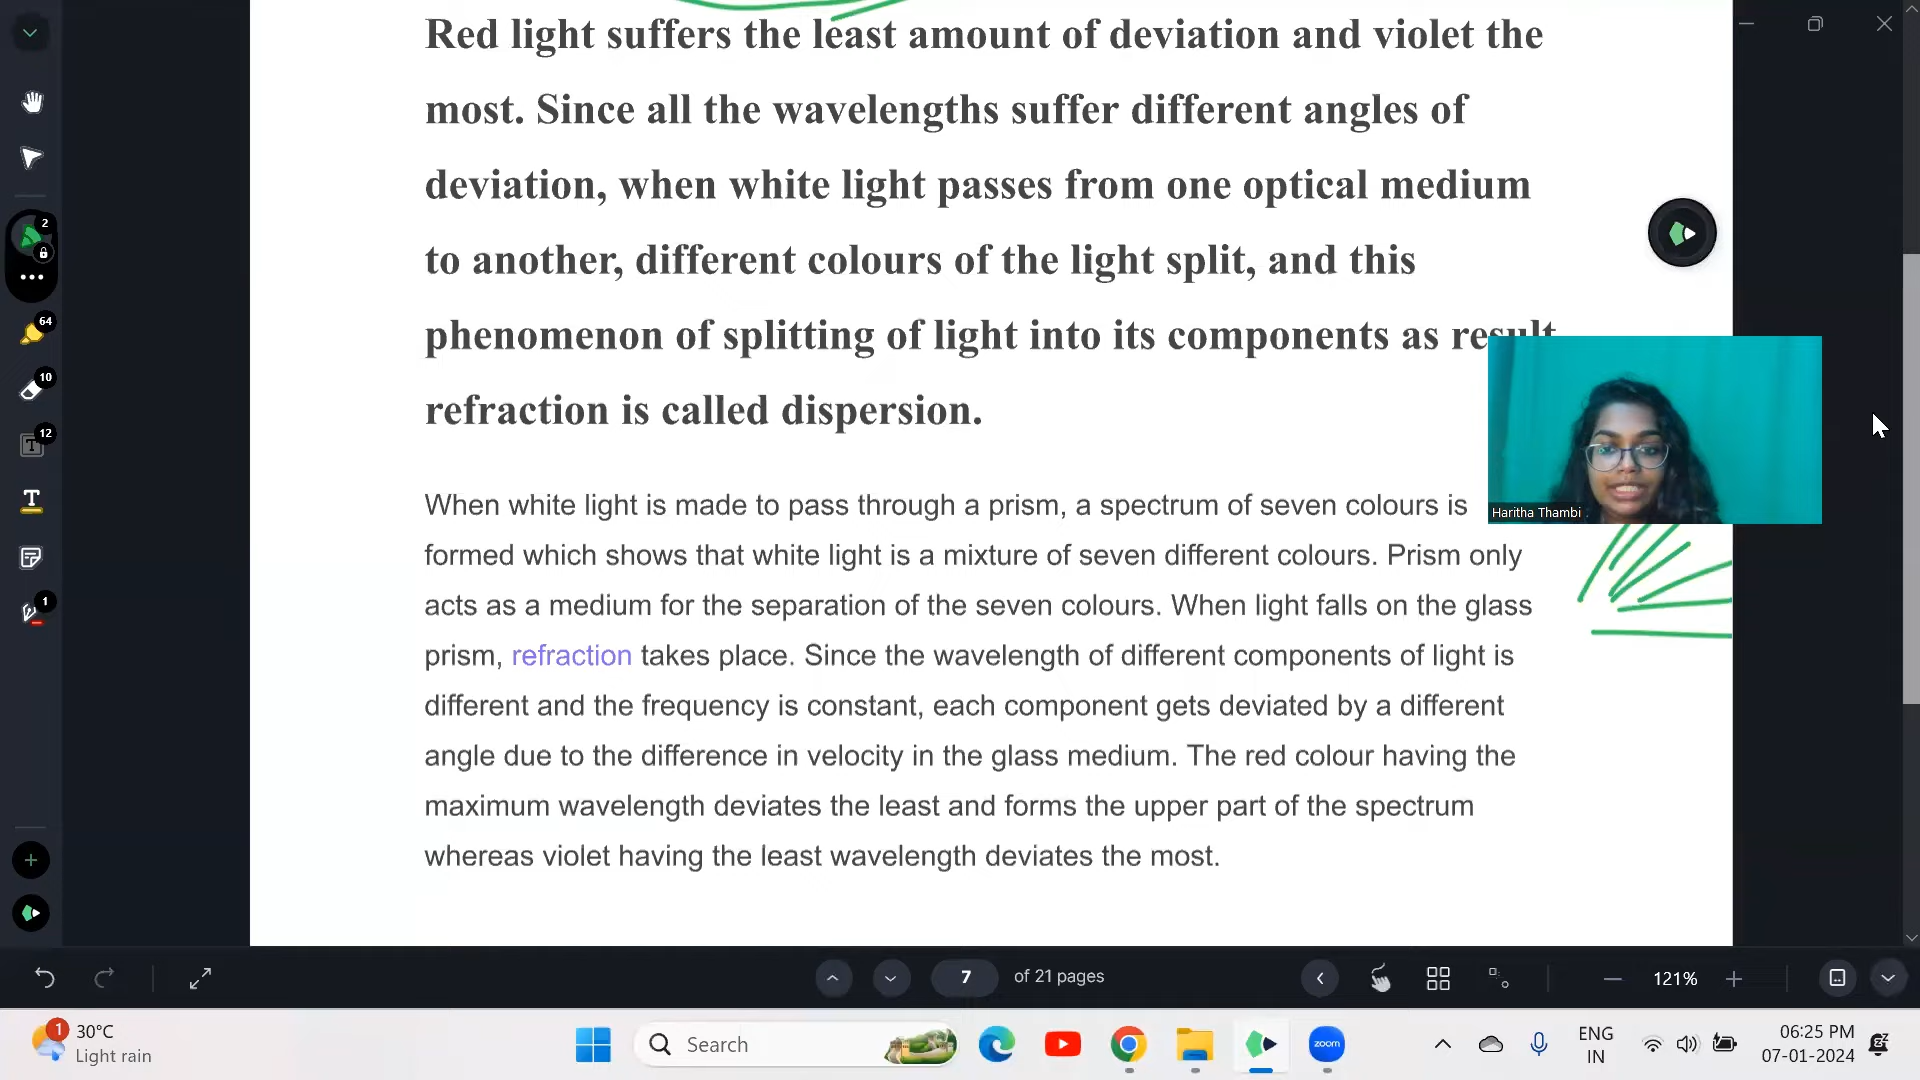 Red light suffers the least amount of deviation and violet the
most. Since all the wavelengths suffer different angles of
deviation, when white light passes from one optical medium
to another, different colours of the light split, and this
phenomenon of splitting of light into its components as result
refraction is called dispersion.
When white light is made to pass through a prism, a spectrum of seven colours is
formed which shows that white light is a mixture of seven different colours. Prism only
acts as a medium for the separation of the seven colours. When light falls on the glass
prism, refraction takes place. Since the wavelength of different components of light is
different and the frequency is constant, each component gets deviated by a different
angle due to the difference in velocity in the glass medium. The red colour having the
maximum wavelength deviates the least and forms the upper part of the spectrum
whereas violet having the least wavelength deviates the most.
Haritha Thambi
2
64
10
12
T
T
1
7 of 21 pages
121%
1
30°C
Light rain
Search
zoom
ENG
IN
06:25 PM
07-01-2024